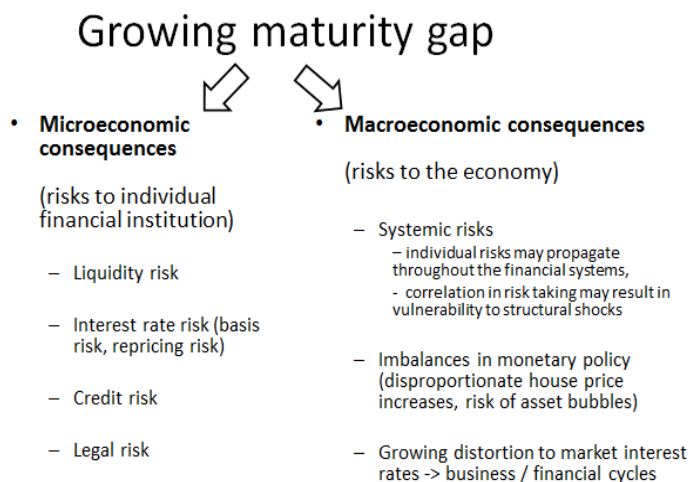 Growing maturity gap
• Microeconomic
consequences
(risks to individual
financial institution)
– Liquidity risk
– Interest rate risk (basis
risk, repricing risk)
– Credit risk
– Legal risk
• Macroeconomic consequences
(risks to the economy)
– Systemic risks
– individual risks may propagate
throughout the financial systems,
- correlation in risk taking may result in
vulnerability to structural shocks
– Imbalances in monetary policy
(disproportionate house price
increases, risk of asset bubbles)
– Growing distortion to market interest
rates -> business / financial cycles